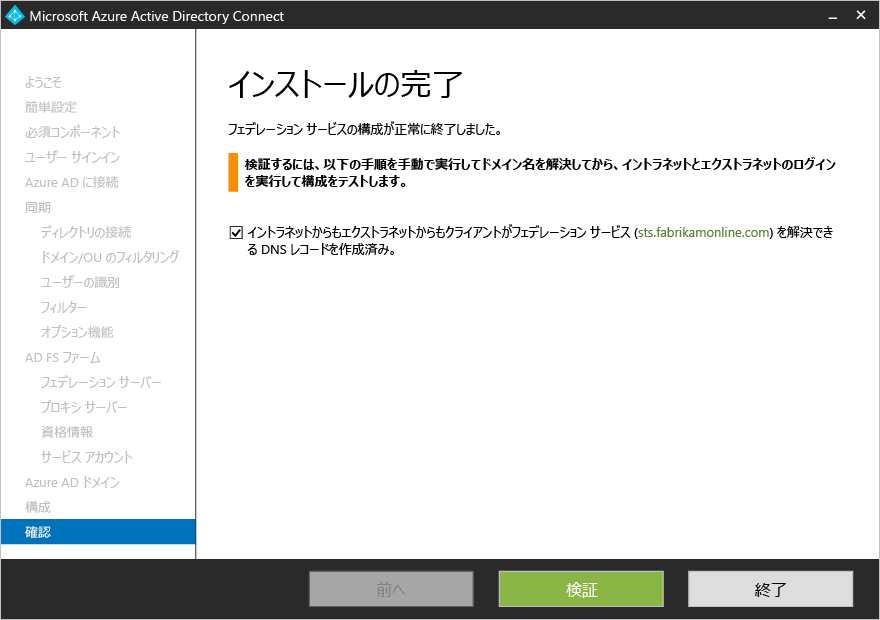 Microsoft Azure Active Directory Connect
ようこそ
簡単設定
必須コンポーネント
ユーザー サインイン
Azure AD に接続
同期
ディレクトリの接続
ドメイン/OU のフィルタリング
ユーザーの識別
フィルター
オプション機能
AD FS ファーム
フェデレーション サーバー
プロキシ サーバー
資格情報
サービス アカウント
Azure AD ドメイン
構成
確認
インストールの完了
フェデレーション サービスの構成が正常に終了しました。
検証するには、以下の手順を手動で実行してドメイン名を解決してから、イントラネットとエクストラネットのログイン
を実行して構成をテストします。
イントラネットからもエクストラネットからもクライアントがフェデレーション サービス (sts.fabrikamonline.com) を解決でき
る DNS レコードを作成済み。
前へ
検証
終了